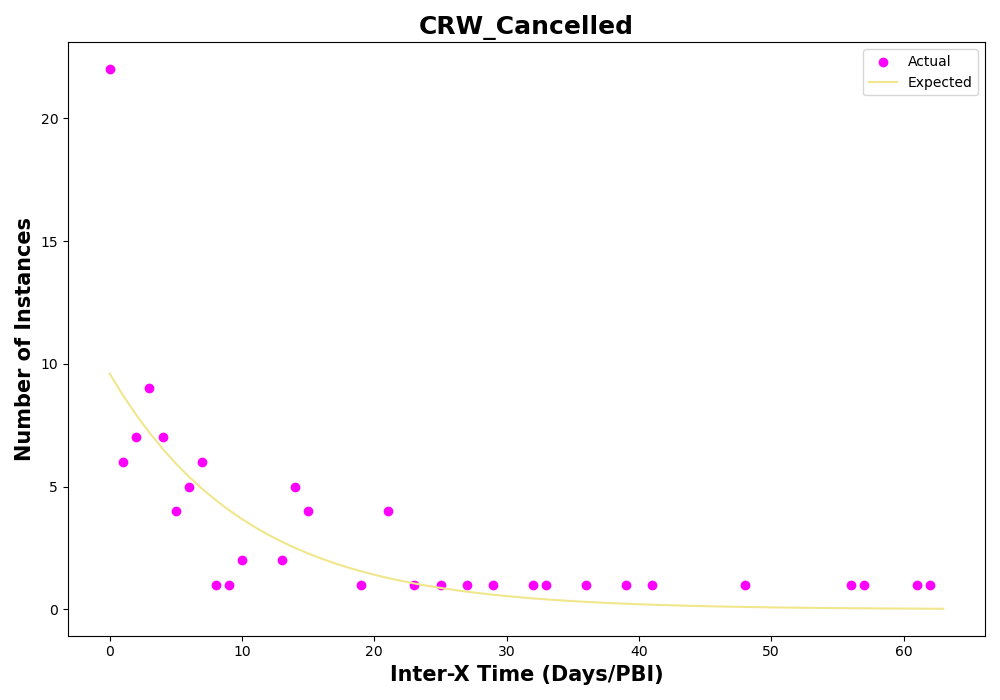 CRW_Cancelled
Actual
Expected
Number of Instances
20
15
10
5
0
0 10 20 30 40 50 60
Inter-X Time (Days/PBI)